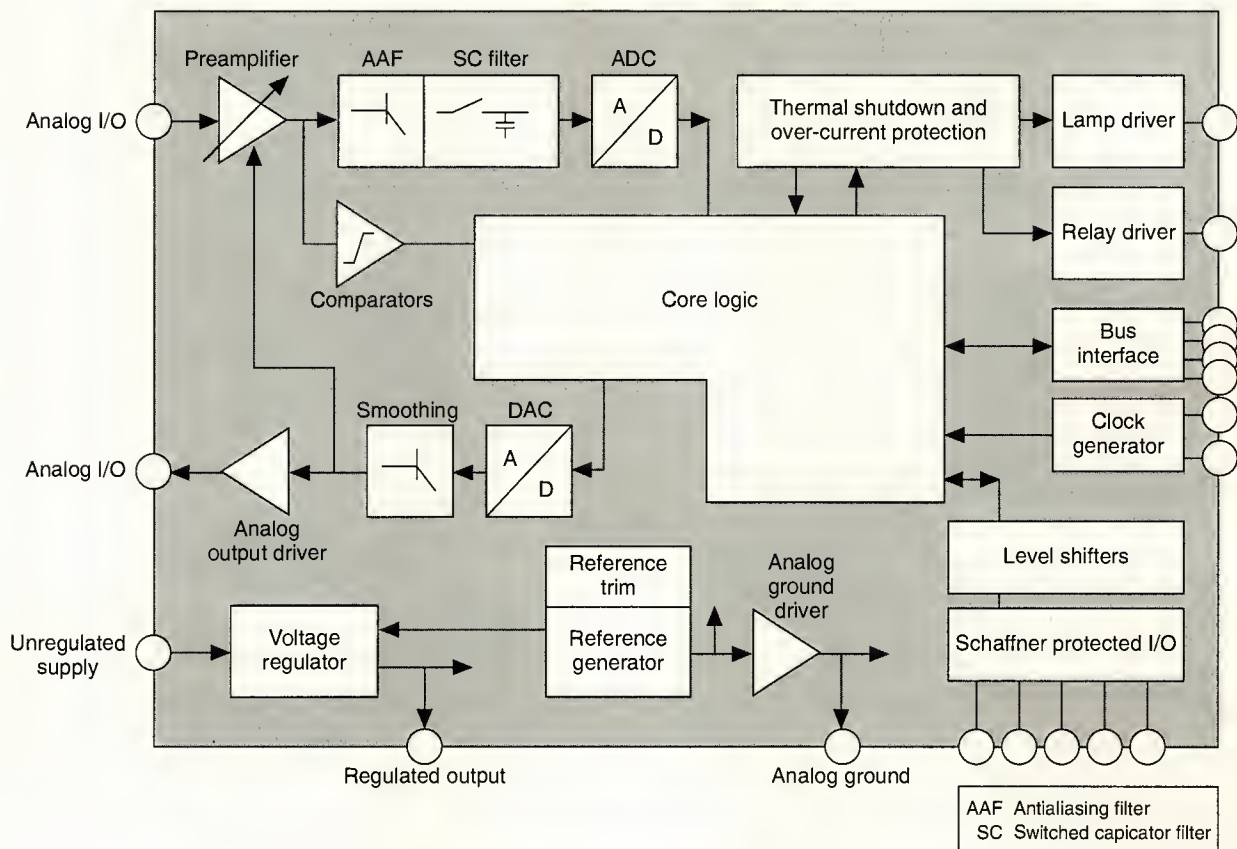 Preamplifier
AAF
SC filter
ADC
Analog I/O
A
D
Thermal shutdown and
over-current protection
Lamp driver
Relay driver
Comparators
Core logic
Bus
interface
Clock
generator
Smoothing
DAC
Analog I/O
A
D
Analog
output driver
Level shifters
Schaffner protected I/O
Reference
trim
Reference
generator
Analog
ground
driver
Unregulated
supply
Voltage
regulator
Regulated output
Analog ground
AAF Antialiasing filter
SC Switched capicator filter